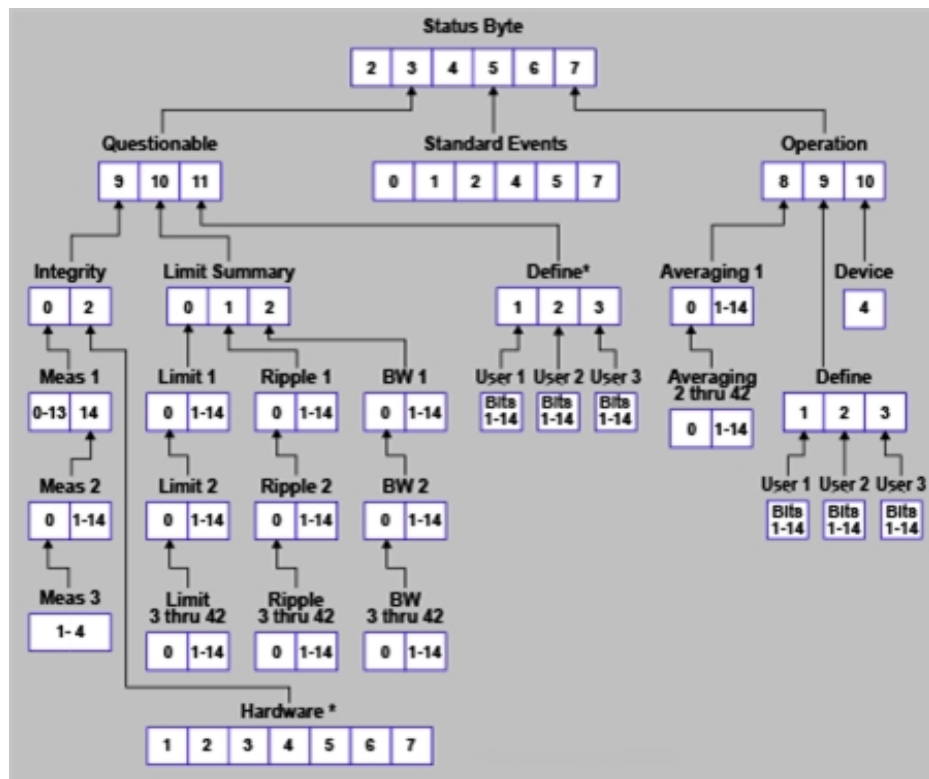 Status Byte
2 3 4 5 6 7
Questionable Standard Events Operation
9 10 11 0 1 2 4 5 7 8 9 10
Integrity Limit Summary Define* Averaging 1 Device
0 2 0 1 2 1 2 3 0 1-14 4
Meas 1 Limit 1 Ripple 1 BW 1 User 1 User 2 User 3 Averaging Define
2 thru 42
0-13 14 0 1-14 0 1-14 0 1-14 Bits Bits Bits 1 2 3
1-14 1-14 1-14 0 1-14
Meas 2 Limit 2 Ripple 2 BW 2 User 1 User 2 User 3
0 1-14 0 1-14 0 1-14 0 1-14 Bits Bits Bits
1-14 1-14 1-14
Meas 3 Limit Ripple BW
3 thru 42 3 thru 42 3 thru 42
1- 4 0 1-14 0 1-14 0 1-14
Hardware *
1 2 3 4 5 6 7